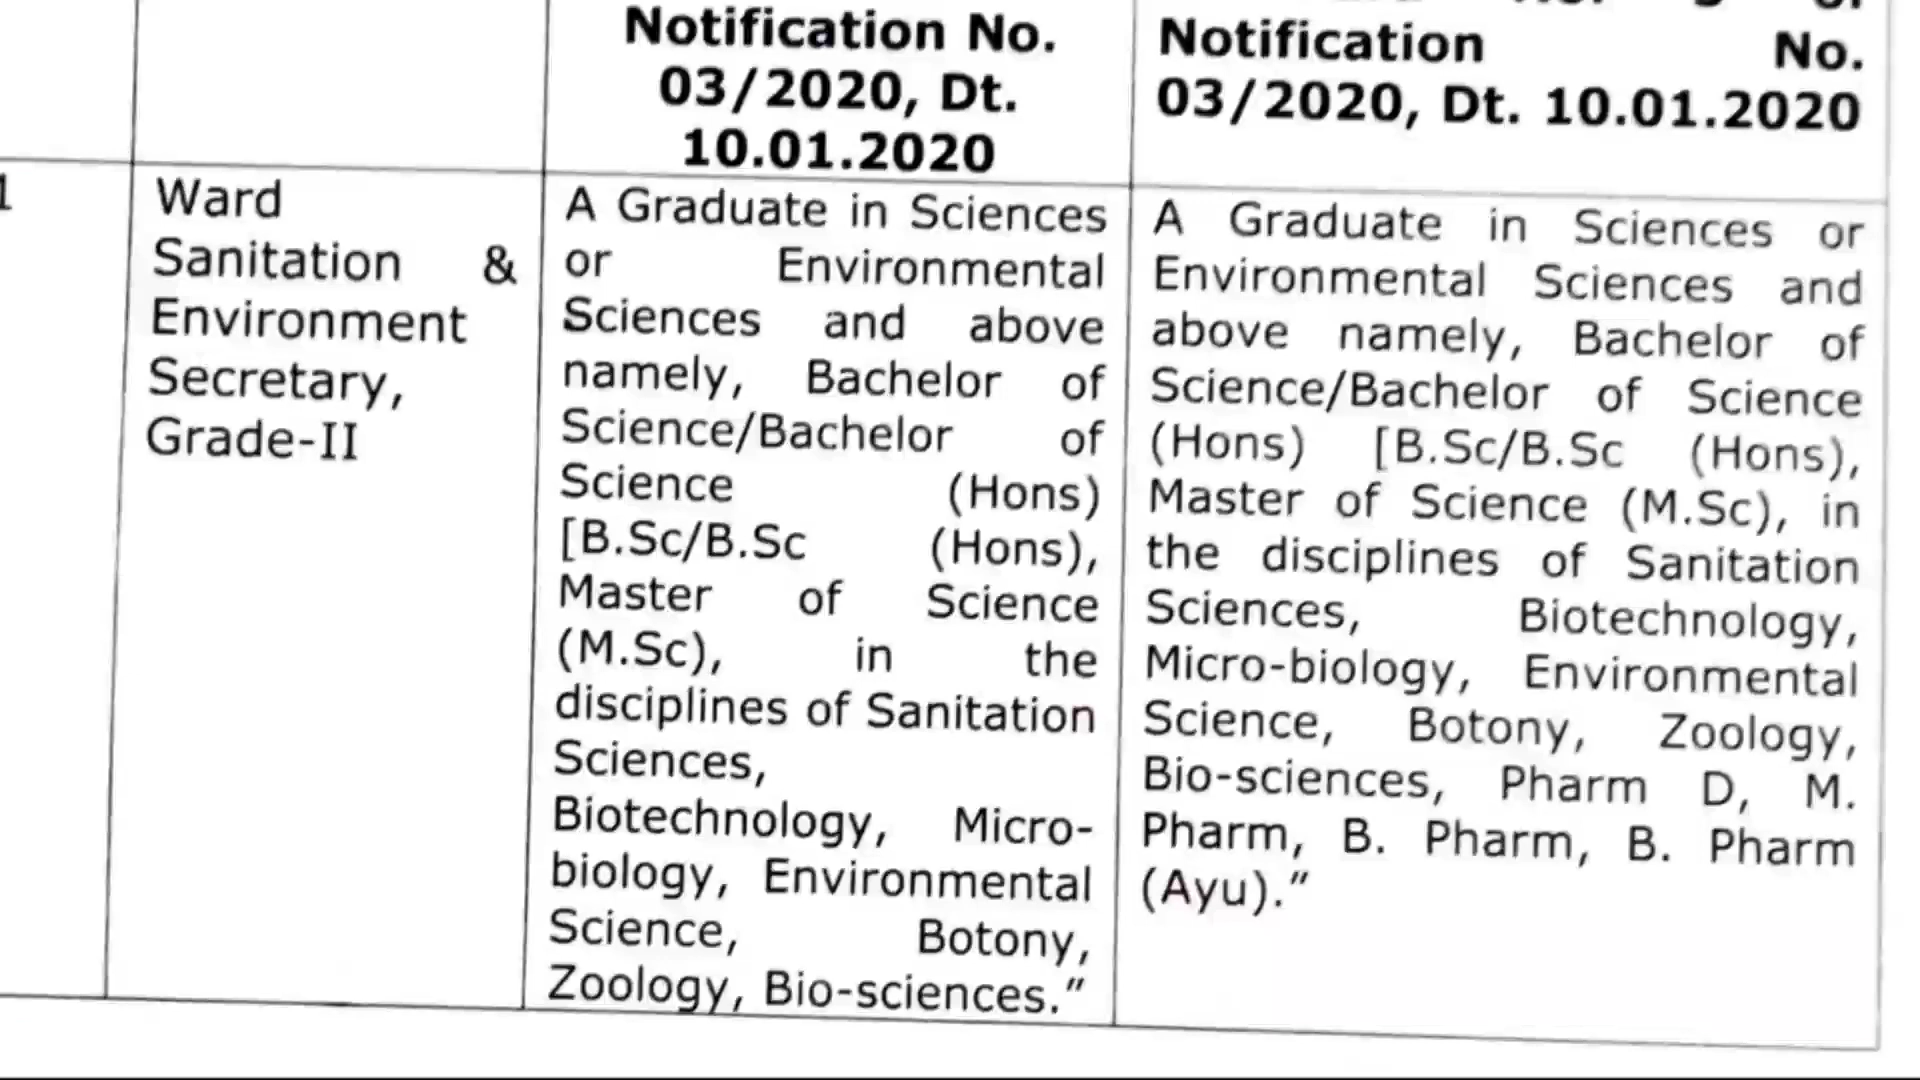 Notification No.
03/2020, Dt.
10.01.2020
Notification No.
03/2020, Dt. 10.01.2020
1
Ward
Sanitation &
Environment
Secretary,
Grade-II
A Graduate in Sciences
or Environmental
Sciences and above
namely, Bachelor of
Science/Bachelor of
Science (Hons)
[B.Sc/B.Sc (Hons),
Master of Science
(M.Sc), in the
disciplines of Sanitation
Sciences,
Biotechnology, Micro-
biology, Environmental
Science, Botony,
Zoology, Bio-sciences.”
A Graduate in Sciences or
Environmental Sciences and
above namely, Bachelor of
Science/Bachelor of Science
(Hons) [B.Sc/B.Sc (Hons),
Master of Science (M.Sc), in
the disciplines of Sanitation
Sciences, Biotechnology,
Micro-biology, Environmental
Science, Botony, Zoology,
Bio-sciences, Pharm D, M.
Pharm, B. Pharm, B. Pharm
(Ayu).”